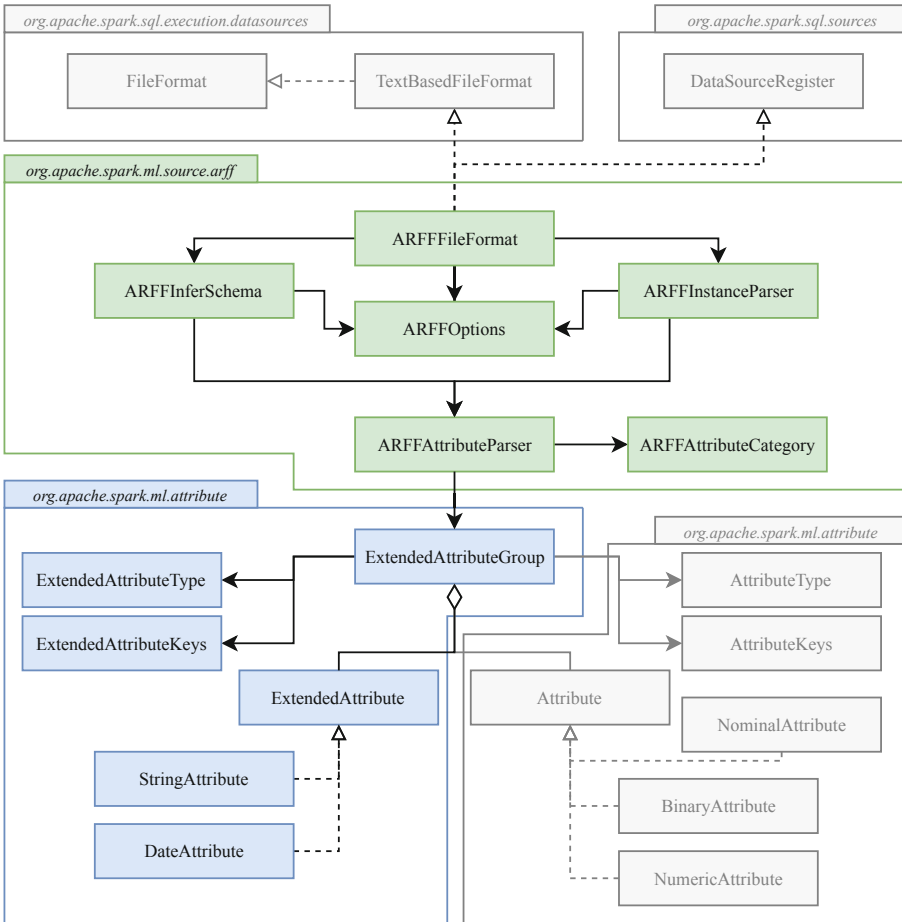 org.apache.spark.sql.execution.datasources
org.apache.spark.sql.sources
FileFormat
TextBasedFileFormat
DataSourceRegister
org.apache.spark.ml.source.arff
ARFFFileFormat
ARFFInferSchema
ARFFInstanceParser
ARFFOptions
ARFFAttributeParser
ARFFAttributeCategory
org.apache.spark.ml.attribute
org.apache.spark.ml.attribute
ExtendedAttributeGroup
ExtendedAttributeType
AttributeType
ExtendedAttributeKeys
AttributeKeys
ExtendedAttribute
Attribute
NominalAttribute
StringAttribute
BinaryAttribute
DateAttribute
NumericAttribute